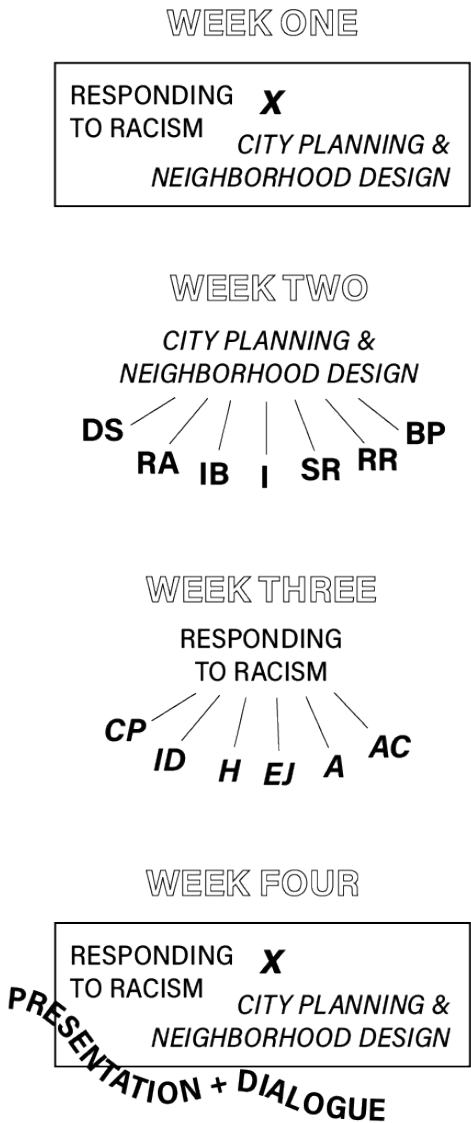 WEEK ONE
RESPONDING
TO RACISM
X
CITY PLANNING &
NEIGHBORHOOD DESIGN
WEEK TWO
CITY PLANNING &
NEIGHBORHOOD DESIGN
DS
RA
IB
I
SR
RR
BP
WEEK THREE
RESPONDING
TO RACISM
CP
ID
H
EJ
A
AC
WEEK FOUR
RESPONDING
TO RACISM
X
CITY PLANNING &
NEIGHBORHOOD DESIGN
PRESENTATION + DIALOGUE